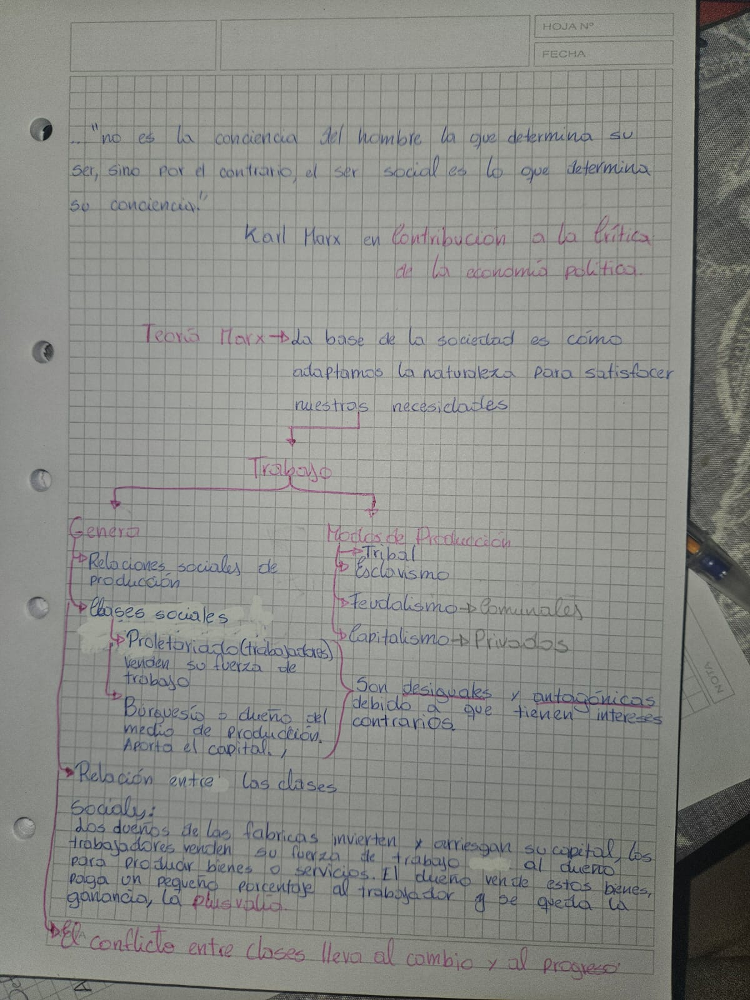 HOJA Nº
FECHA
..."no es la conciencia del hombre la que determina su
ser, sino por el contrario, el ser social es lo que determina
su conciencia."
Karl Marx en Contribución a la Crítica
de la economía política.
Teoría Marx → La base de la sociedad es cómo
adaptamos la naturaleza para satisfacer
nuestras necesidades
Trabajo
Genera
→ Relaciones sociales de
producción
→ Clases sociales
→ Proletariado (trabajadores)
venden su fuerza de
trabajo
→ Burguesía o dueño del
medio de producción.
Aporta el capital.
Modos de Producción
→ Tribal
→ Esclavismo
→ Feudalismo → Comunales
→ Capitalismo → Privados
Son desiguales y antagónicas
debido a que tienen intereses
contrarios.
→ Relación entre las clases
Los dueños de las fabricas invierten y arriesgan su capital, los
trabajadores venden su fuerza de trabajo al dueño
para producir bienes o servicios. El dueño vende estos bienes,
paga un pequeño porcentaje al trabajador y se queda la
ganancia, la plusvalía.
→ El conflicto entre clases lleva al cambio y al progreso.
NOTA